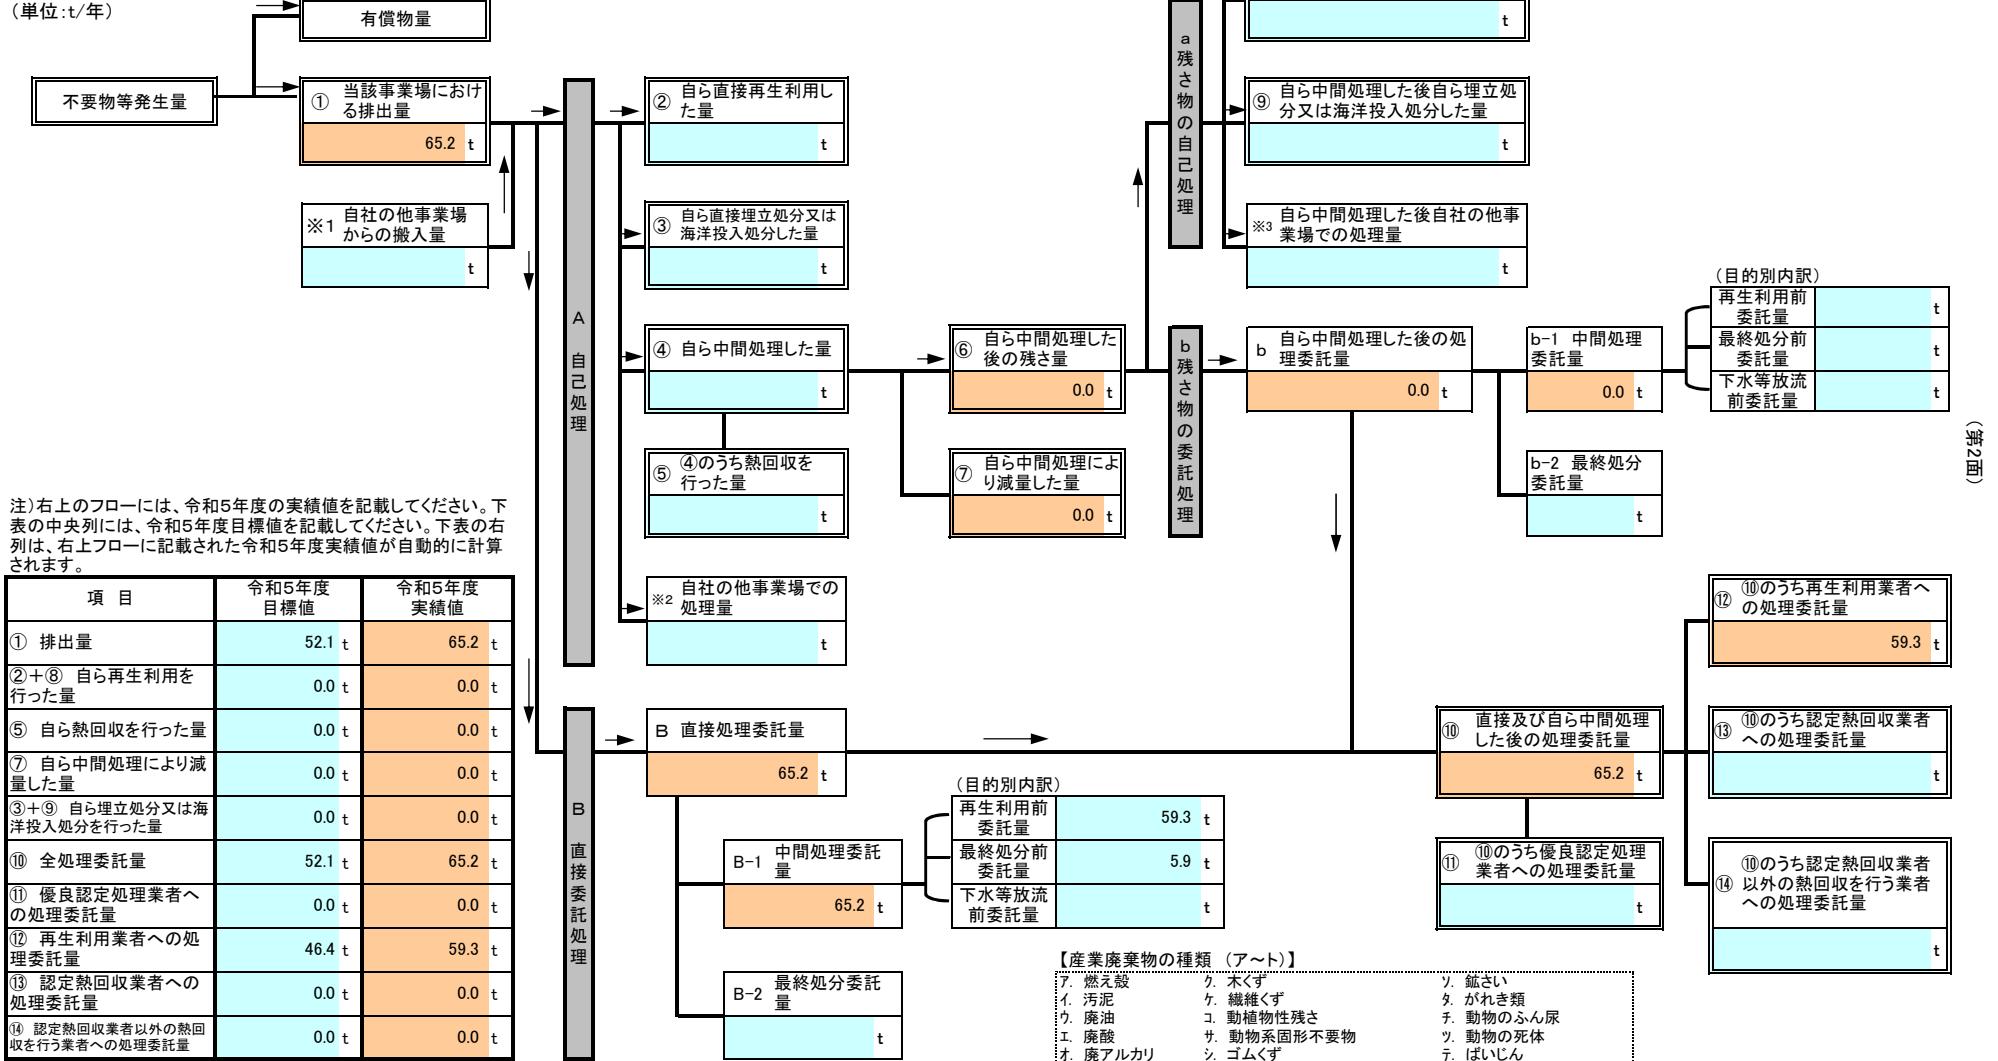 （単位:t/年）
有償物量
t
不要物等発生量
① 当該事業場におけ
る排出量
65.2 t
※1 自社の他事業場
からの搬入量
t
A 自己処理
② 自ら直接再生利用し
た量
t
③ 自ら直接埋立処分又は
海洋投入処分した量
t
④ 自ら中間処理した量
t
⑤ ④のうち熱回収を
行った量
t
※2 自社の他事業場での
処理量
t
⑥ 自ら中間処理した
後の残さ量
0.0 t
⑦ 自ら中間処理によ
り減量した量
0.0 t
a 残さ物の自己処理
⑨ 自ら中間処理した後自ら埋立処
分又は海洋投入処分した量
t
※3 自ら中間処理した後自社の他事
業場での処理量
t
b 残さ物の委託処理
b 自ら中間処理した後の処
理委託量
0.0 t
b-1 中間処理
委託量
0.0 t
b-2 最終処分
委託量
t
（目的別内訳）
再生利用前
委託量
t
最終処分前
委託量
t
下水等放流
前委託量
t
（第2面）
注）右上のフローには、令和5年度の実績値を記載してください。下
表の中央列には、令和5年度目標値を記載してください。下表の右
列は、右上フローに記載された令和5年度実績値が自動的に計算
されます。
項 目
令和5年度
目標値
令和5年度
実績値
① 排出量 52.1 t 65.2 t
②＋⑧ 自ら再生利用を
行った量 0.0 t 0.0 t
⑤ 自ら熱回収を行った量 0.0 t 0.0 t
⑦ 自ら中間処理により減
量した量 0.0 t 0.0 t
③＋⑨ 自ら埋立処分又は海
洋投入処分を行った量 0.0 t 0.0 t
⑩ 全処理委託量 52.1 t 65.2 t
⑪ 優良認定処理業者へ
の処理委託量 0.0 t 0.0 t
⑫ 再生利用業者への処
理委託量 46.4 t 59.3 t
⑬ 認定熱回収業者への
処理委託量 0.0 t 0.0 t
⑭ 認定熱回収業者以外の熱回
収を行う業者への処理委託量 0.0 t 0.0 t
B 直接委託処理
B 直接処理委託量
65.2 t
B-1 中間処理委託
量
65.2 t
B-2 最終処分委託
量
t
（目的別内訳）
再生利用前
委託量
59.3 t
最終処分前
委託量
5.9 t
下水等放流
前委託量
t
⑩ 直接及び自ら中間処理
した後の処理委託量
65.2 t
⑪ ⑩のうち優良認定処理
業者への処理委託量
t
⑫ ⑩のうち再生利用業者へ
の処理委託量
59.3 t
⑬ ⑩のうち認定熱回収業者
への処理委託量
t
⑭ ⑩のうち認定熱回収業者
以外の熱回収を行う業者
への処理委託量
t
【産業廃棄物の種類 （ア～ト）】
ア. 燃え殻 ク. 木くず ソ. 鉱さい
イ. 汚泥 ケ. 繊維くず タ. がれき類
ウ. 廃油 コ. 動植物性残さ チ. 動物のふん尿
エ. 廃酸 サ. 動物系固形不要物 ツ. 動物の死体
オ. 廃アルカリ シ. ゴムくず テ. ばいじん